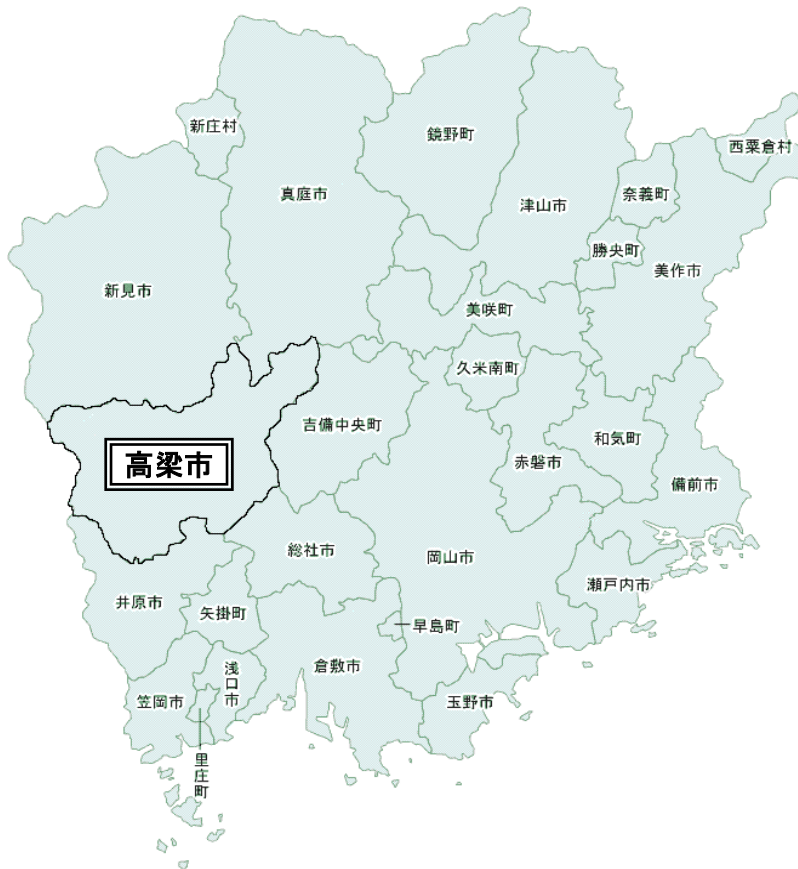 新庄村
鏡野町
西粟倉村
真庭市
奈義町
津山市
勝央町
美作市
新見市
美咲町
久米南町
吉備中央町
和気町
高梁市
赤磐市
備前市
総社市
岡山市
瀬戸内市
井原市
矢掛町
早島町
倉敷市
浅口市
笠岡市
玉野市
里庄町